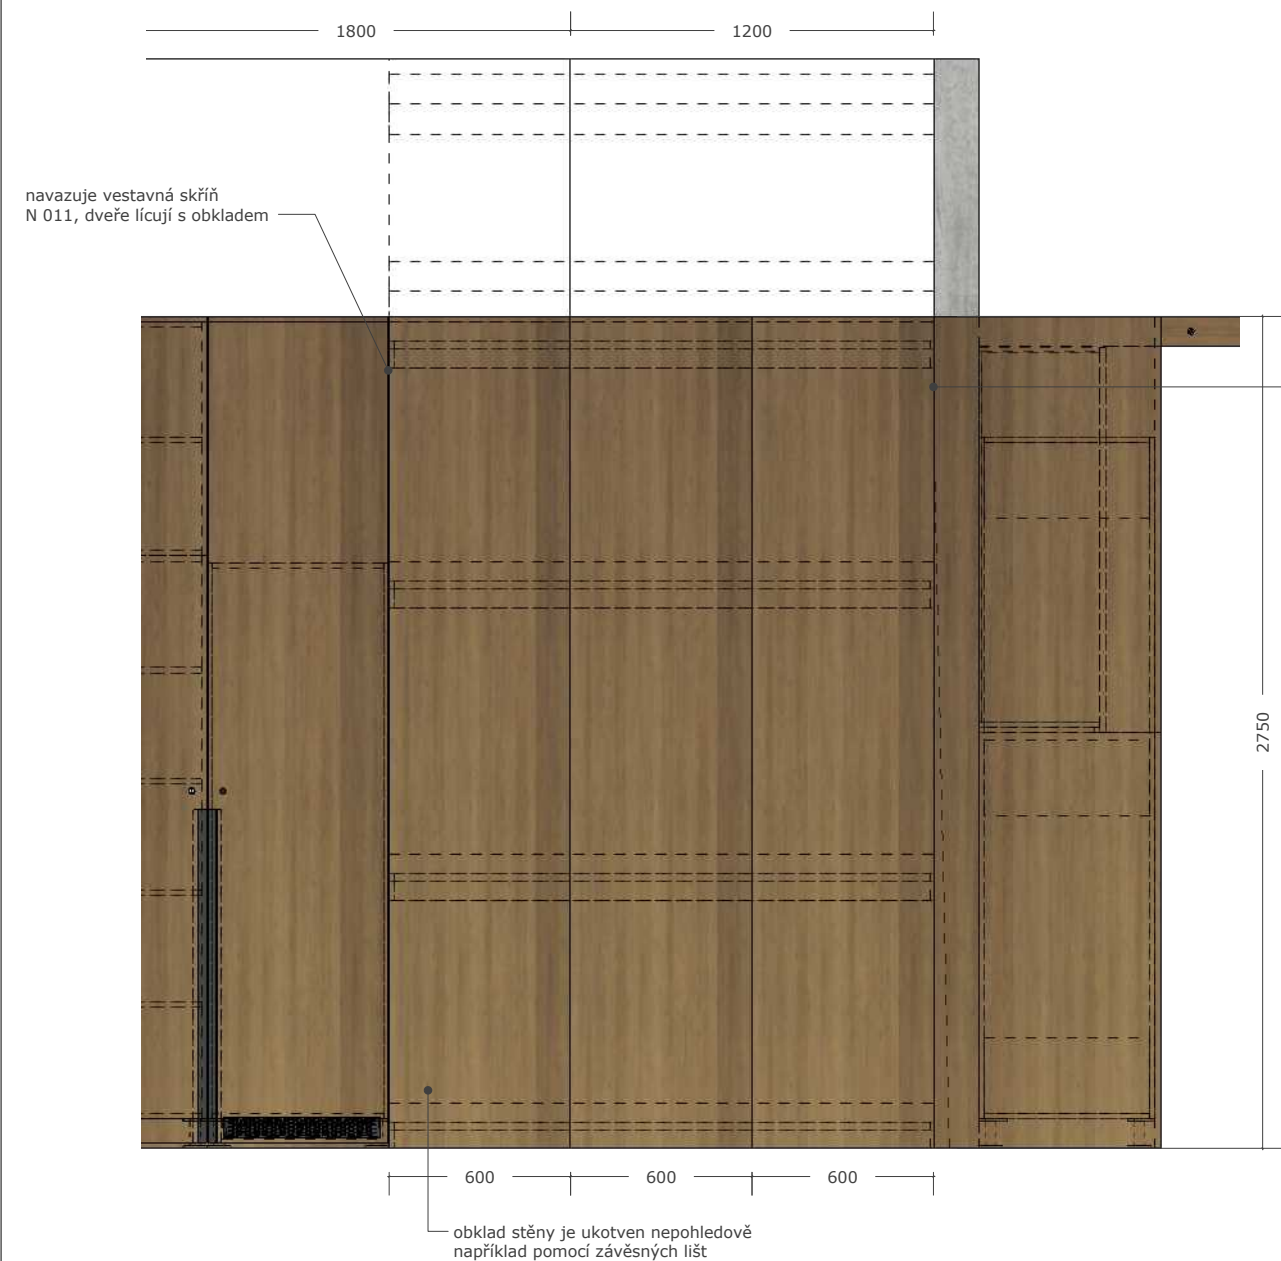 1800
1200
navazuje vestavná skříň
N 011, dveře lícují s obkladem
2750
600
600
600
obklad stěny je ukotven nepohledově
například pomocí závěsných lišt